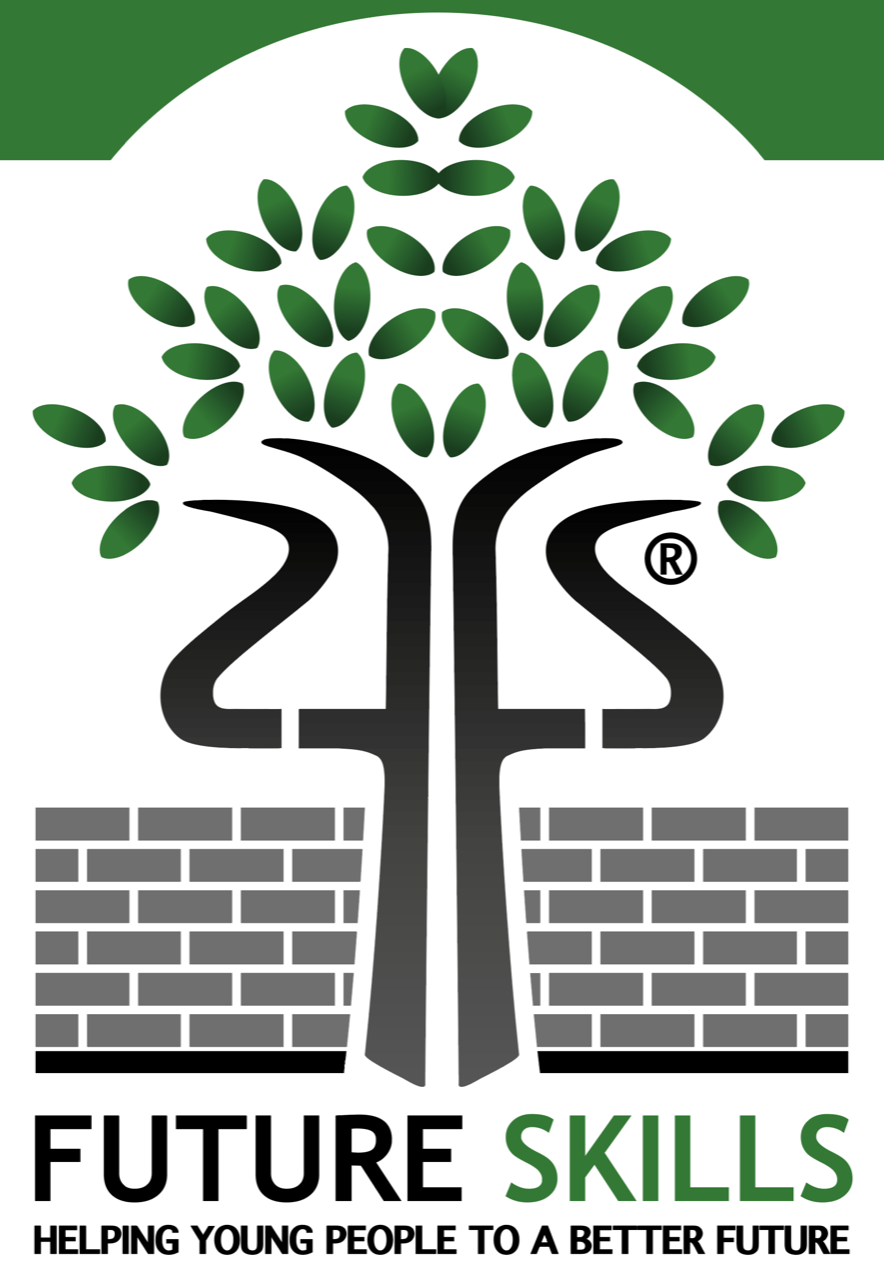 ®
FUTURE SKILLS
HELPING YOUNG PEOPLE TO A BETTER FUTURE